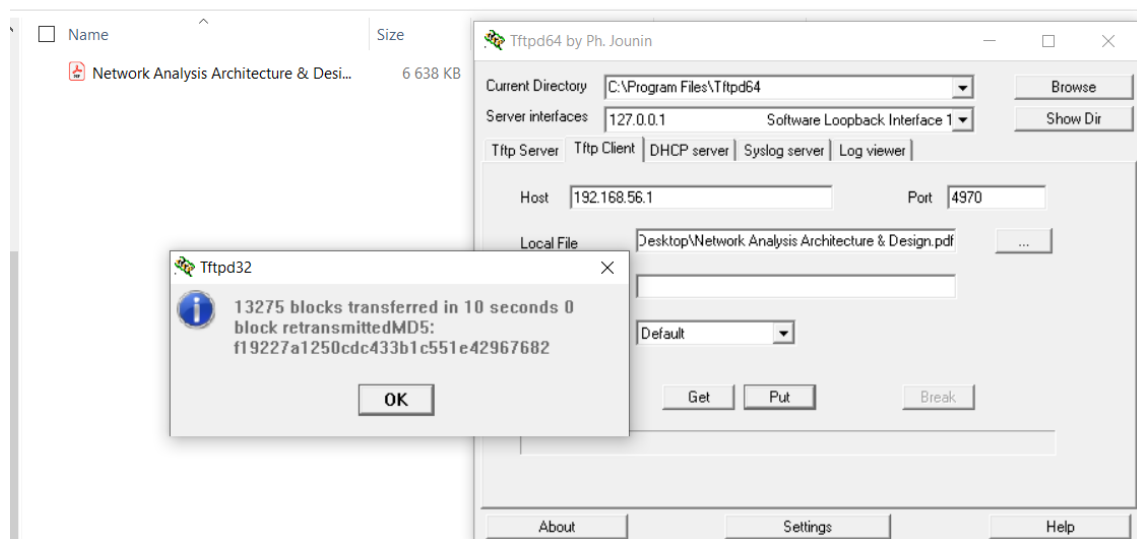 Name Size
Network Analysis Architecture & Desi... 6 638 KB
Tftpd64 by Ph. Jounin
Current Directory C:\Program Files\Tftpd64 Browse
Server interfaces 127.0.0.1 Software Loopback Interface 1 Show Dir
Tftp Server Tftp Client DHCP server Syslog server Log viewer
Host 192.168.56.1 Port 4970
Local File Desktop\Network Analysis Architecture & Design.pdf ...
Default
Get Put Break
About Settings Help
Tftpd32
13275 blocks transferred in 10 seconds 0
block retransmittedMD5:
f19227a1250cdc433b1c551e42967682
OK